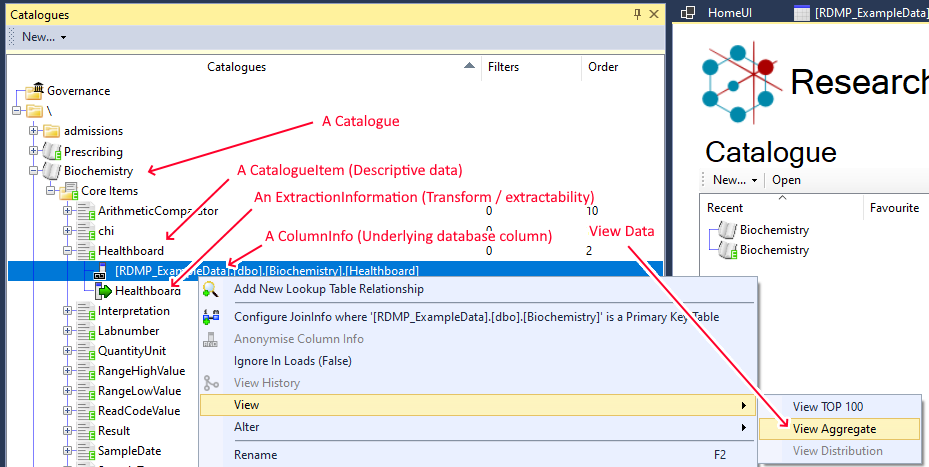 Catalogues
HomeUI
[RDMP_ExampleData]
New...
Catalogues
Filters
Order
Research
Governance
\
admissions
A Catalogue
Prescribing
Biochemistry
Catalogue
A CatalogueItem (Descriptive data)
New...
Open
Core Items
An ExtractionInformation (Transform / extractability)
Recent
Favourite
ArithmeticComparator
0
10
chi
0
A ColumnInfo (Underlying database column)
View Data
Biochemistry
Healthboard
0
2
Biochemistry
[RDMP_ExampleData].[dbo].[Biochemistry].[Healthboard]
Healthboard
Add New Lookup Table Relationship
Interpretation
Configure JoinInfo where '[RDMP_ExampleData].[dbo].[Biochemistry]' is a Primary Key Table
Labnumber
Anonymise Column Info
QuantityUnit
Ignore In Loads (False)
RangeHighValue
View History
RangeLowValue
View
View TOP 100
ReadCodeValue
Alter
View Aggregate
Result
SampleDate
Rename
F2
View Distribution